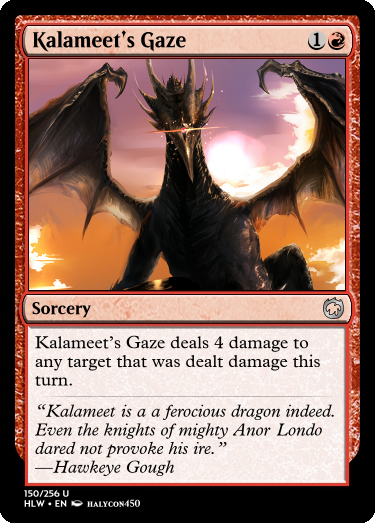 Kalameet's Gaze 1
Sorcery
Kalameet's Gaze deals 4 damage to
any target that was dealt damage this
turn.
“Kalameet is a a ferocious dragon indeed.
Even the knights of mighty Anor Londo
dared not provoke his ire.”
—Hawkeye Gough
150/256 U
HLW • EN HALYCON450